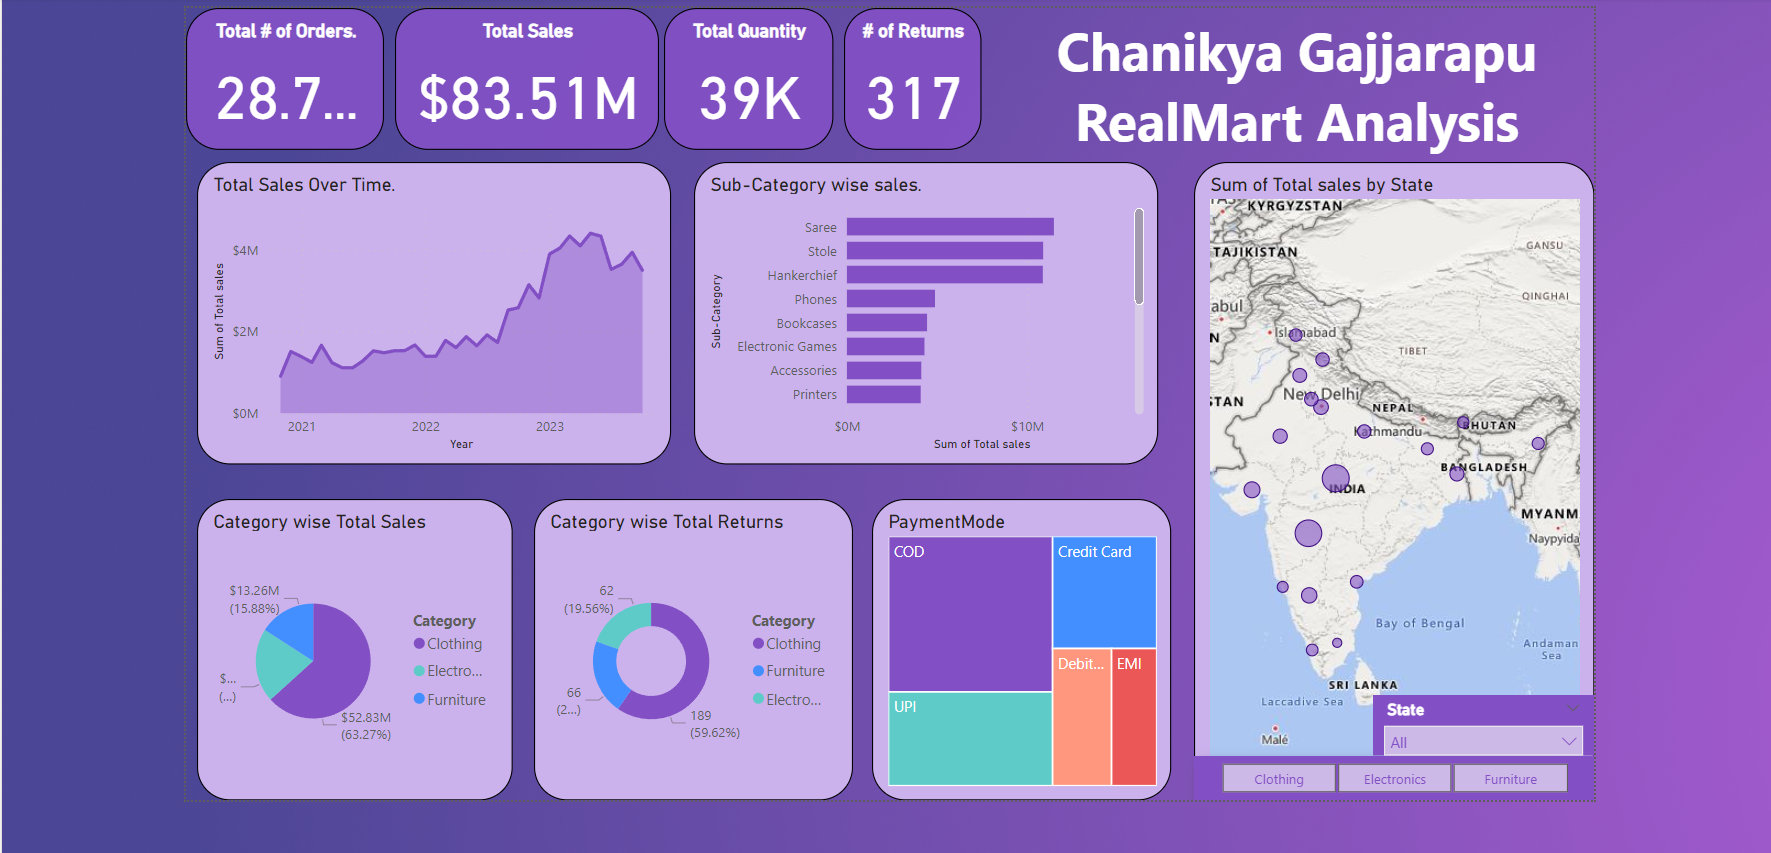 Total # of Orders.
28.7...
Total Sales
$83.51M
Total Quantity
39K
# of Returns
317
Chanikya Gajjarapu
RealMart Analysis
Total Sales Over Time.
Sum of Total sales
$4M
$2M
$0M
2021
2022
2023
Year
Sub-Category wise sales.
Sub-Category
Saree
Stole
Hankerchief
Phones
Bookcases
Electronic Games
Accessories
Printers
$0M
$10M
Sum of Total sales
Sum of Total sales by State
KYRGYZSTAN
TAJIKISTAN
GANSU
QINGHAI
abul
Islamabad
N
TIBET
New Delhi
STAN
NEPAL
Kathmandu
BHUTAN
BANGLADESH
INDIA
MYANM
Naypyida
Bay of Bengal
Andaman
Sea
SRI LANKA
Laccadive Sea
Malé
State
All
Clothing
Electronics
Furniture
Category wise Total Sales
$13.26M
(15.88%)
$...
(...)
$52.83M
(63.27%)
Category
Clothing
Electro...
Furniture
Category wise Total Returns
62
(19.56%)
66
(2...)
189
(59.62%)
Category
Clothing
Furniture
Electro...
PaymentMode
COD
Credit Card
UPI
Debit...
EMI